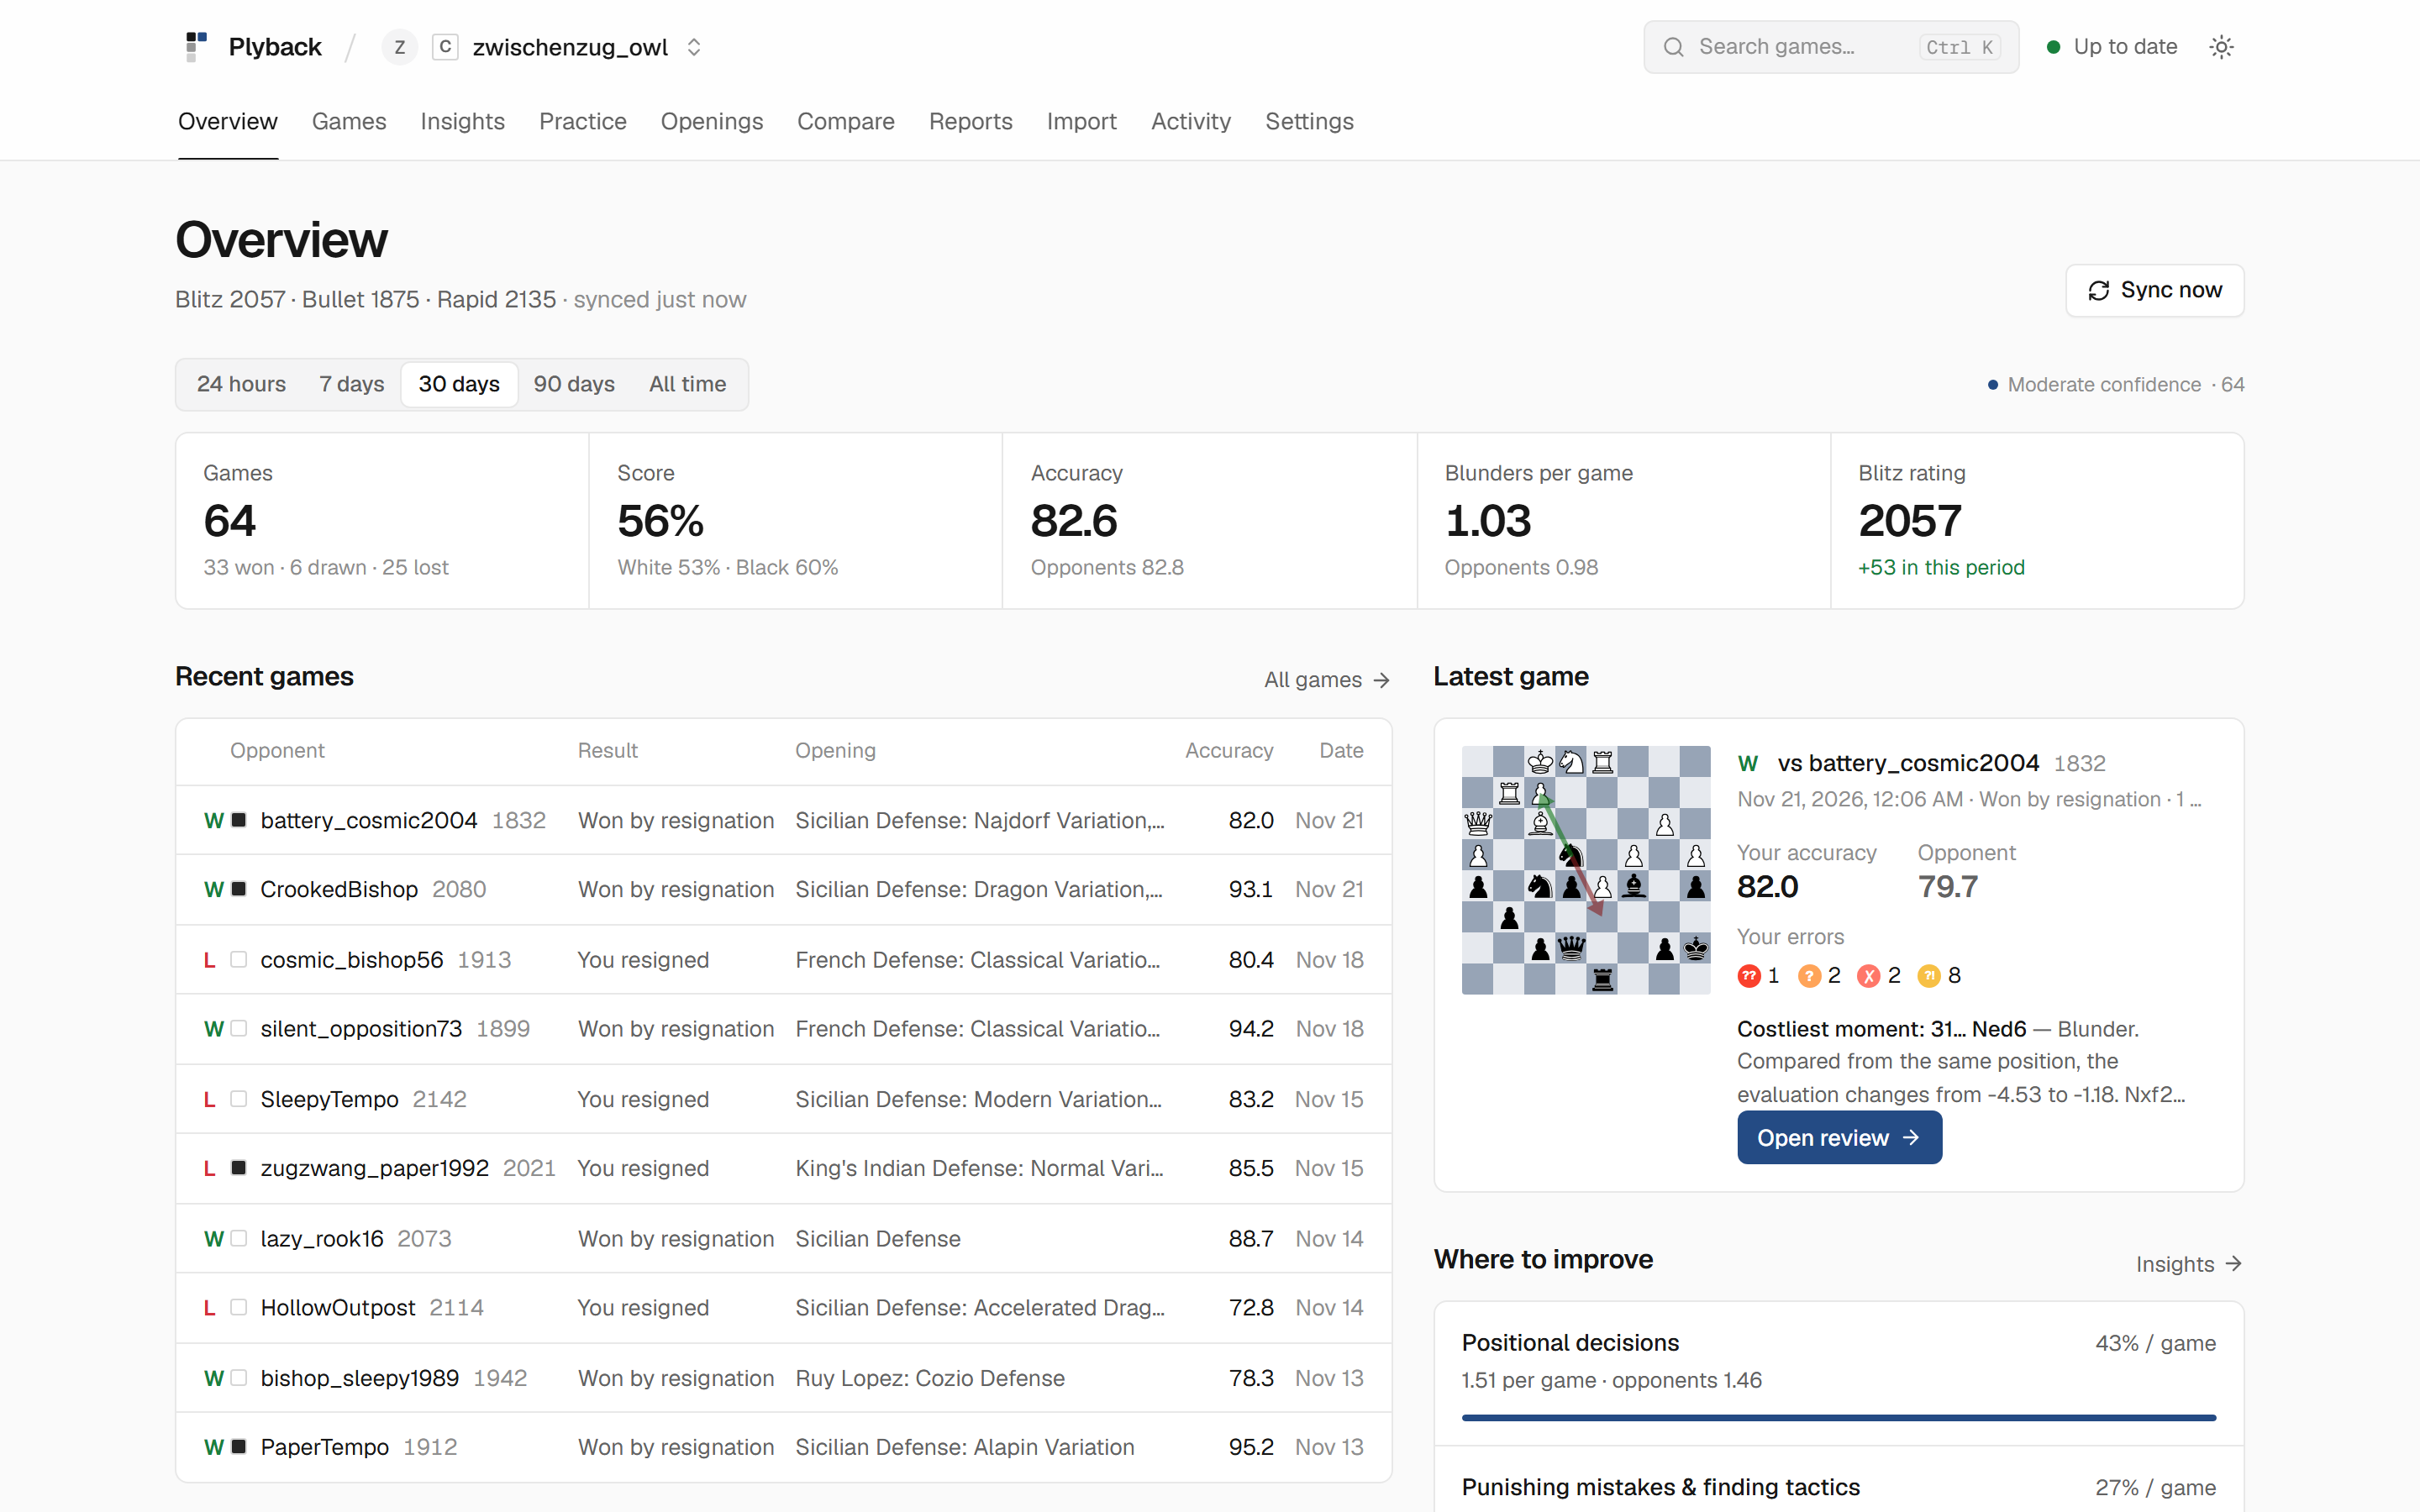 Plyback / Z C zwischenzug_owl
Search games... Ctrl K
Up to date
Overview Games Insights Practice Openings Compare Reports Import Activity Settings
Overview
Blitz 2057 · Bullet 1875 · Rapid 2135 · synced just now
Sync now
24 hours 7 days 30 days 90 days All time
Moderate confidence · 64
Games
64
33 won · 6 drawn · 25 lost
Score
56%
White 53% · Black 60%
Accuracy
82.6
Opponents 82.8
Blunders per game
1.03
Opponents 0.98
Blitz rating
2057
+53 in this period
Recent games
All games →
Opponent Result Opening Accuracy Date
W battery_cosmic2004 1832 Won by resignation Sicilian Defense: Najdorf Variation,... 82.0 Nov 21
W CrookedBishop 2080 Won by resignation Sicilian Defense: Dragon Variation,... 93.1 Nov 21
L cosmic_bishop56 1913 You resigned French Defense: Classical Variatio... 80.4 Nov 18
W silent_opposition73 1899 Won by resignation French Defense: Classical Variatio... 94.2 Nov 18
L SleepyTempo 2142 You resigned Sicilian Defense: Modern Variation... 83.2 Nov 15
L zugzwang_paper1992 2021 You resigned King's Indian Defense: Normal Vari... 85.5 Nov 15
W lazy_rook16 2073 Won by resignation Sicilian Defense 88.7 Nov 14
L HollowOutpost 2114 You resigned Sicilian Defense: Accelerated Drag... 72.8 Nov 14
W bishop_sleepy1989 1942 Won by resignation Ruy Lopez: Cozio Defense 78.3 Nov 13
W PaperTempo 1912 Won by resignation Sicilian Defense: Alapin Variation 95.2 Nov 13
Latest game
W vs battery_cosmic2004 1832
Nov 21, 2026, 12:06 AM · Won by resignation · 1 ...
Your accuracy Opponent
82.0 79.7
Your errors
?? 1 ? 2 X 2 ?! 8
Costliest moment: 31... Ned6 — Blunder.
Compared from the same position, the
evaluation changes from -4.53 to -1.18. Nxf2...
Open review →
Where to improve
Insights →
Positional decisions 43% / game
1.51 per game · opponents 1.46
Punishing mistakes & finding tactics 27% / game